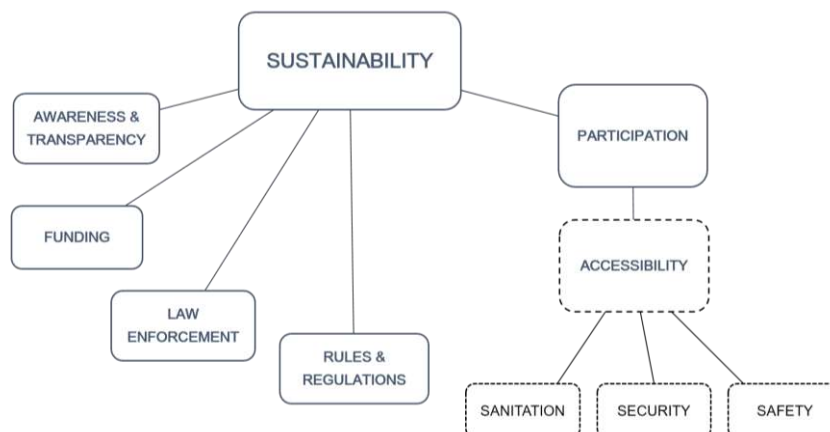 SUSTAINABILITY
AWARENESS &
TRANSPARENCY
PARTICIPATION
FUNDING
ACCESSIBILITY
LAW
ENFORCEMENT
RULES &
REGULATIONS
SANITATION
SECURITY
SAFETY